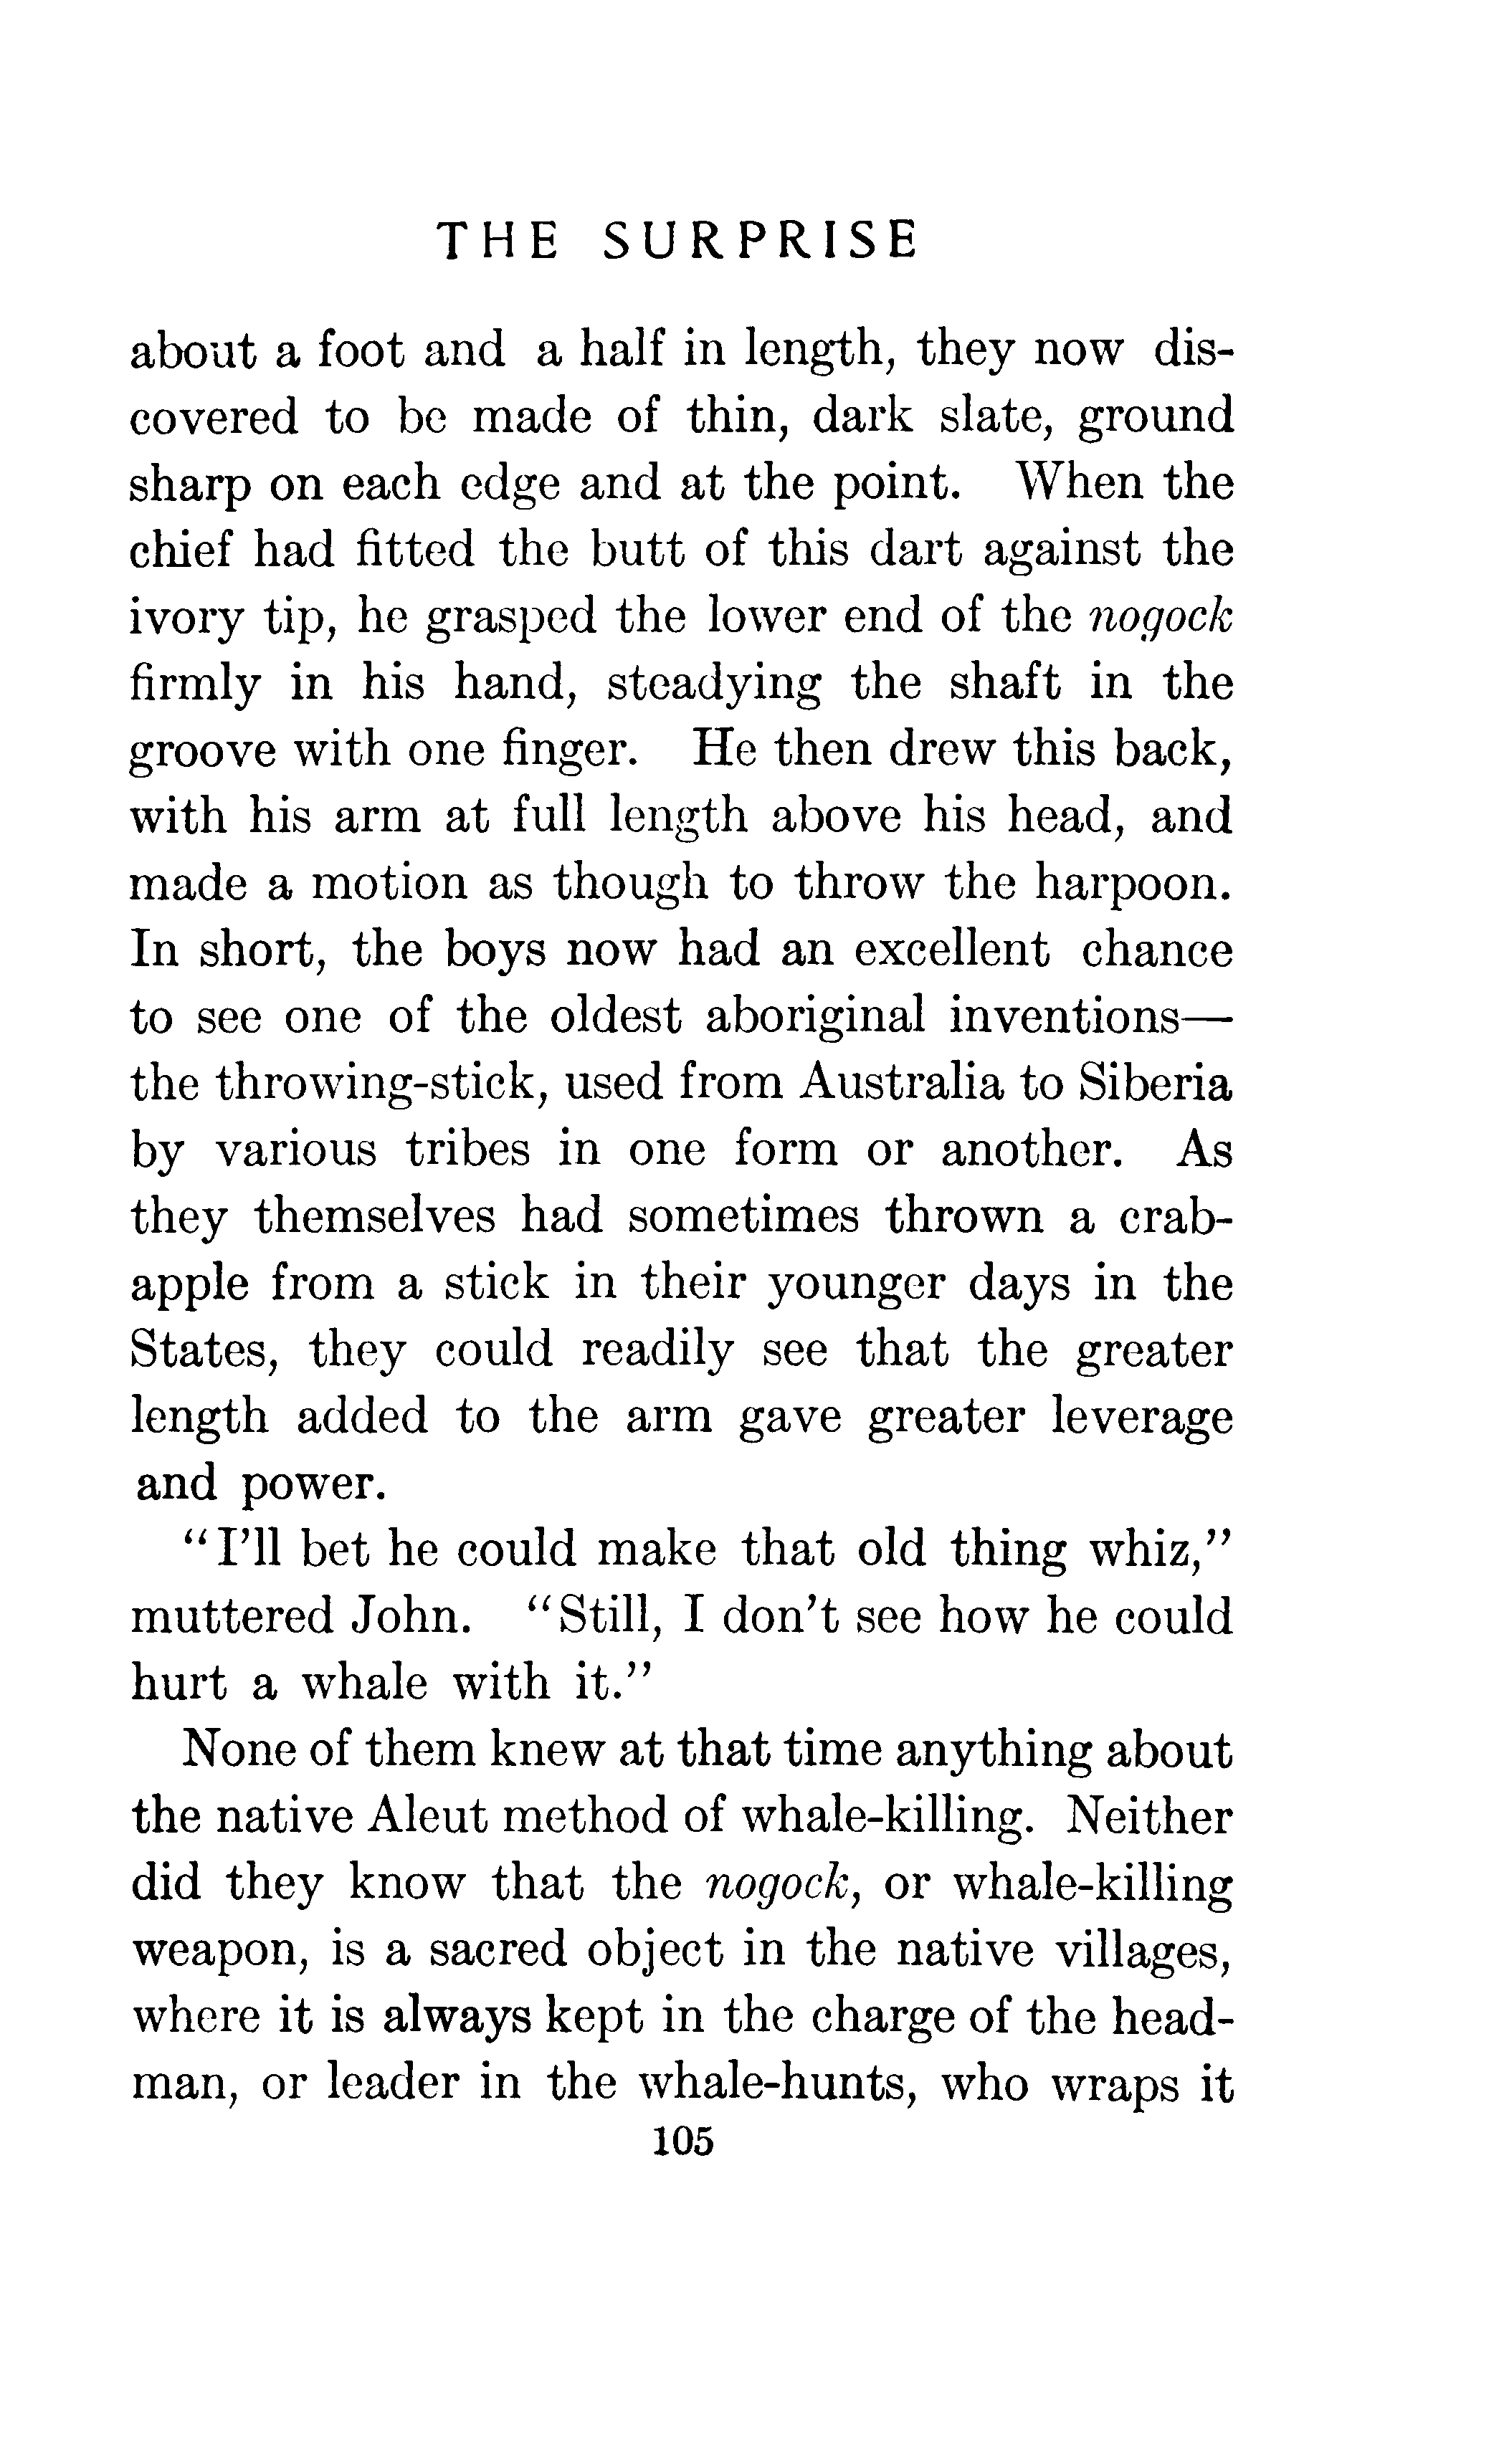 THE SURPRISE
about a foot and a half in length, they now dis-
covered to be made of thin, dark slate, ground
sharp on each edge and at the point. When the
chief had fitted the butt of this dart against the
ivory tip, he grasped the lower end of the nogock
firmly in his hand, steadying the shaft in the
groove with one finger. He then drew this back,
with his arm at full length above his head, and
made a motion as though to throw the harpoon.
In short, the boys now had an excellent chance
to see one of the oldest aboriginal inventions—
the throwing-stick, used from Australia to Siberia
by various tribes in one form or another. As
they themselves had sometimes thrown a crab-
apple from a stick in their younger days in the
States, they could readily see that the greater
length added to the arm gave greater leverage
and power.
“I’ll bet he could make that old thing whiz,”
muttered John. “Still, I don’t see how he could
hurt a whale with it.”
None of them knew at that time anything about
the native Aleut method of whale-killing. Neither
did they know that the nogock, or whale-killing
weapon, is a sacred object in the native villages,
where it is always kept in the charge of the head-
man, or leader in the whale-hunts, who wraps it
105